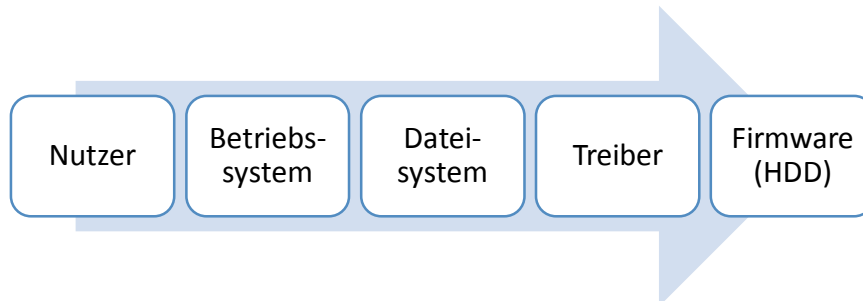 Nutzer
Betriebs-
system
Datei-
system
Treiber
Firmware
(HDD)